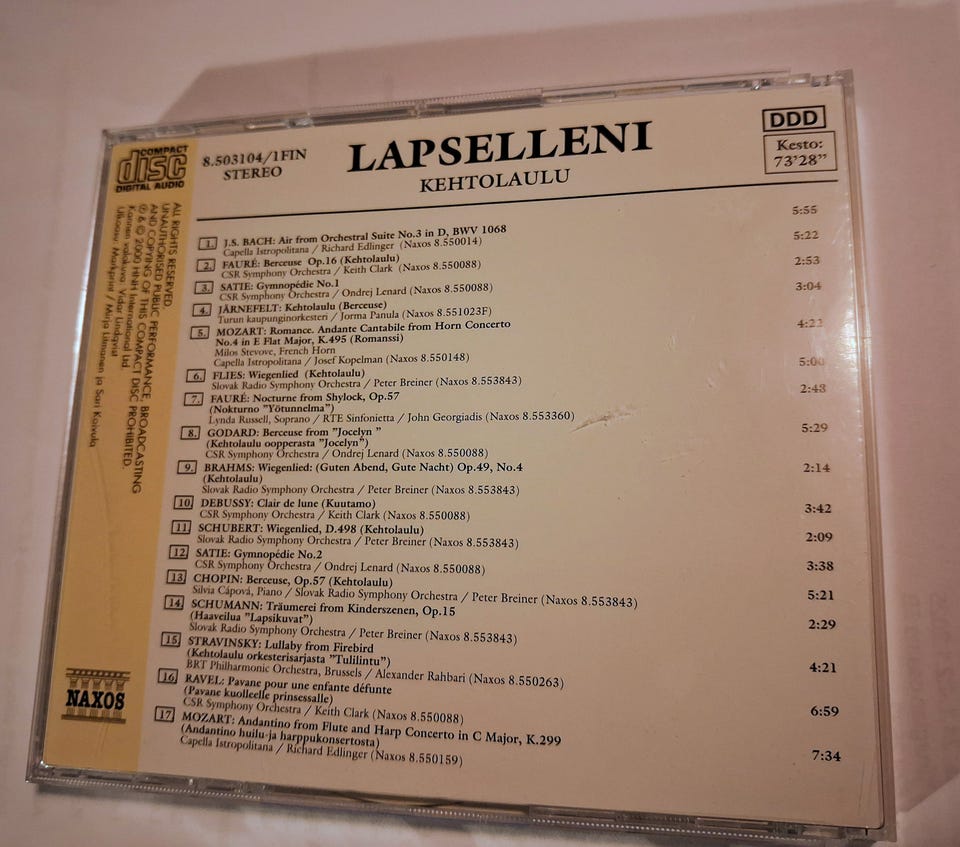 COMPACT
disc
DIGITAL AUDIO
8.503104/1FIN
STEREO
LAPSELLENI
KEHTOLAULU
DDD
Kesto:
73'28"
ALL RIGHTS RESERVED.
UNAUTHORISED PUBLIC PERFORMANCE, BROADCASTING
AND COPYING OF THIS COMPACT DISC PROHIBITED.
℗ & © 2000 HNH International Ltd.
Kannen valokuva: Vidar Lindqvist
Ulkoasu: Markprint / Mirja Lihmanen ja Sari Koivula
NAXOS
1. J.S. BACH: Air from Orchestral Suite No.3 in D, BWV 1068 5:55
Capella Istropolitana / Richard Edlinger (Naxos 8.550014)
2. FAURÉ: Berceuse Op.16 (Kehtolaulu) 5:22
CSR Symphony Orchestra / Keith Clark (Naxos 8.550088)
3. SATIE: Gymnopédie No.1 2:53
CSR Symphony Orchestra / Ondrej Lenard (Naxos 8.550088)
4. JÄRNEFELT: Kehtolaulu (Berceuse) 3:04
Turun kaupunginorkesteri / Jorma Panula (Naxos 8.551023F)
5. MOZART: Romance. Andante Cantabile from Horn Concerto 4:22
No.4 in E Flat Major, K.495 (Romanssi)
Milos Stevove, French Horn
Capella Istropolitana / Josef Kopelman (Naxos 8.550148)
6. FLIES: Wiegenlied (Kehtolaulu)
Slovak Radio Symphony Orchestra / Peter Breiner (Naxos 8.553843)
7. FAURÉ: Nocturne from Shylock, Op.57 2:43
(Nokturno "Yötunnelma")
Lynda Russell, Soprano / RTE Sinfonietta / John Georgiadis (Naxos 8.553360)
8. GODARD: Berceuse from "Jocelyn " 5:29
(Kehtolaulu oopperasta "Jocelyn")
CSR Symphony Orchestra / Ondrej Lenard (Naxos 8.550088)
9. BRAHMS: Wiegenlied: (Guten Abend, Gute Nacht) Op.49, No.4 2:14
(Kehtolaulu)
Slovak Radio Symphony Orchestra / Peter Breiner (Naxos 8.553843)
10 DEBUSSY: Clair de lune (Kuutamo) 3:42
CSR Symphony Orchestra / Keith Clark (Naxos 8.550088)
11 SCHUBERT: Wiegenlied, D.498 (Kehtolaulu) 2:09
Slovak Radio Symphony Orchestra / Peter Breiner (Naxos 8.553843)
12 SATIE: Gymnopédie No.2 3:38
CSR Symphony Orchestra / Ondrej Lenard (Naxos 8.550088)
13 CHOPIN: Berceuse, Op.57 (Kehtolaulu) 5:21
Silvia Cápová, Piano / Slovak Radio Symphony Orchestra / Peter Breiner (Naxos 8.553843)
14 SCHUMANN: Träumerei from Kinderszenen, Op.15 2:29
(Haaveilua "Lapsikuvat")
Slovak Radio Symphony Orchestra / Peter Breiner (Naxos 8.553843)
15 STRAVINSKY: Lullaby from Firebird 4:21
(Kehtolaulu orkesterisarjasta "Tulilintu")
BRT Philharmonic Orchestra, Brussels / Alexander Rahbari (Naxos 8.550263)
16 RAVEL: Pavane pour une enfante défunte 6:59
(Pavane kuolleelle prinsessalle)
CSR Symphony Orchestra / Keith Clark (Naxos 8.550088)
17 MOZART: Andantino from Flute and Harp Concerto in C Major, K.299 7:34
(Andantino huilu-ja harppukonsertosta)
Capella Istropolitana / Richard Edlinger (Naxos 8.550159)